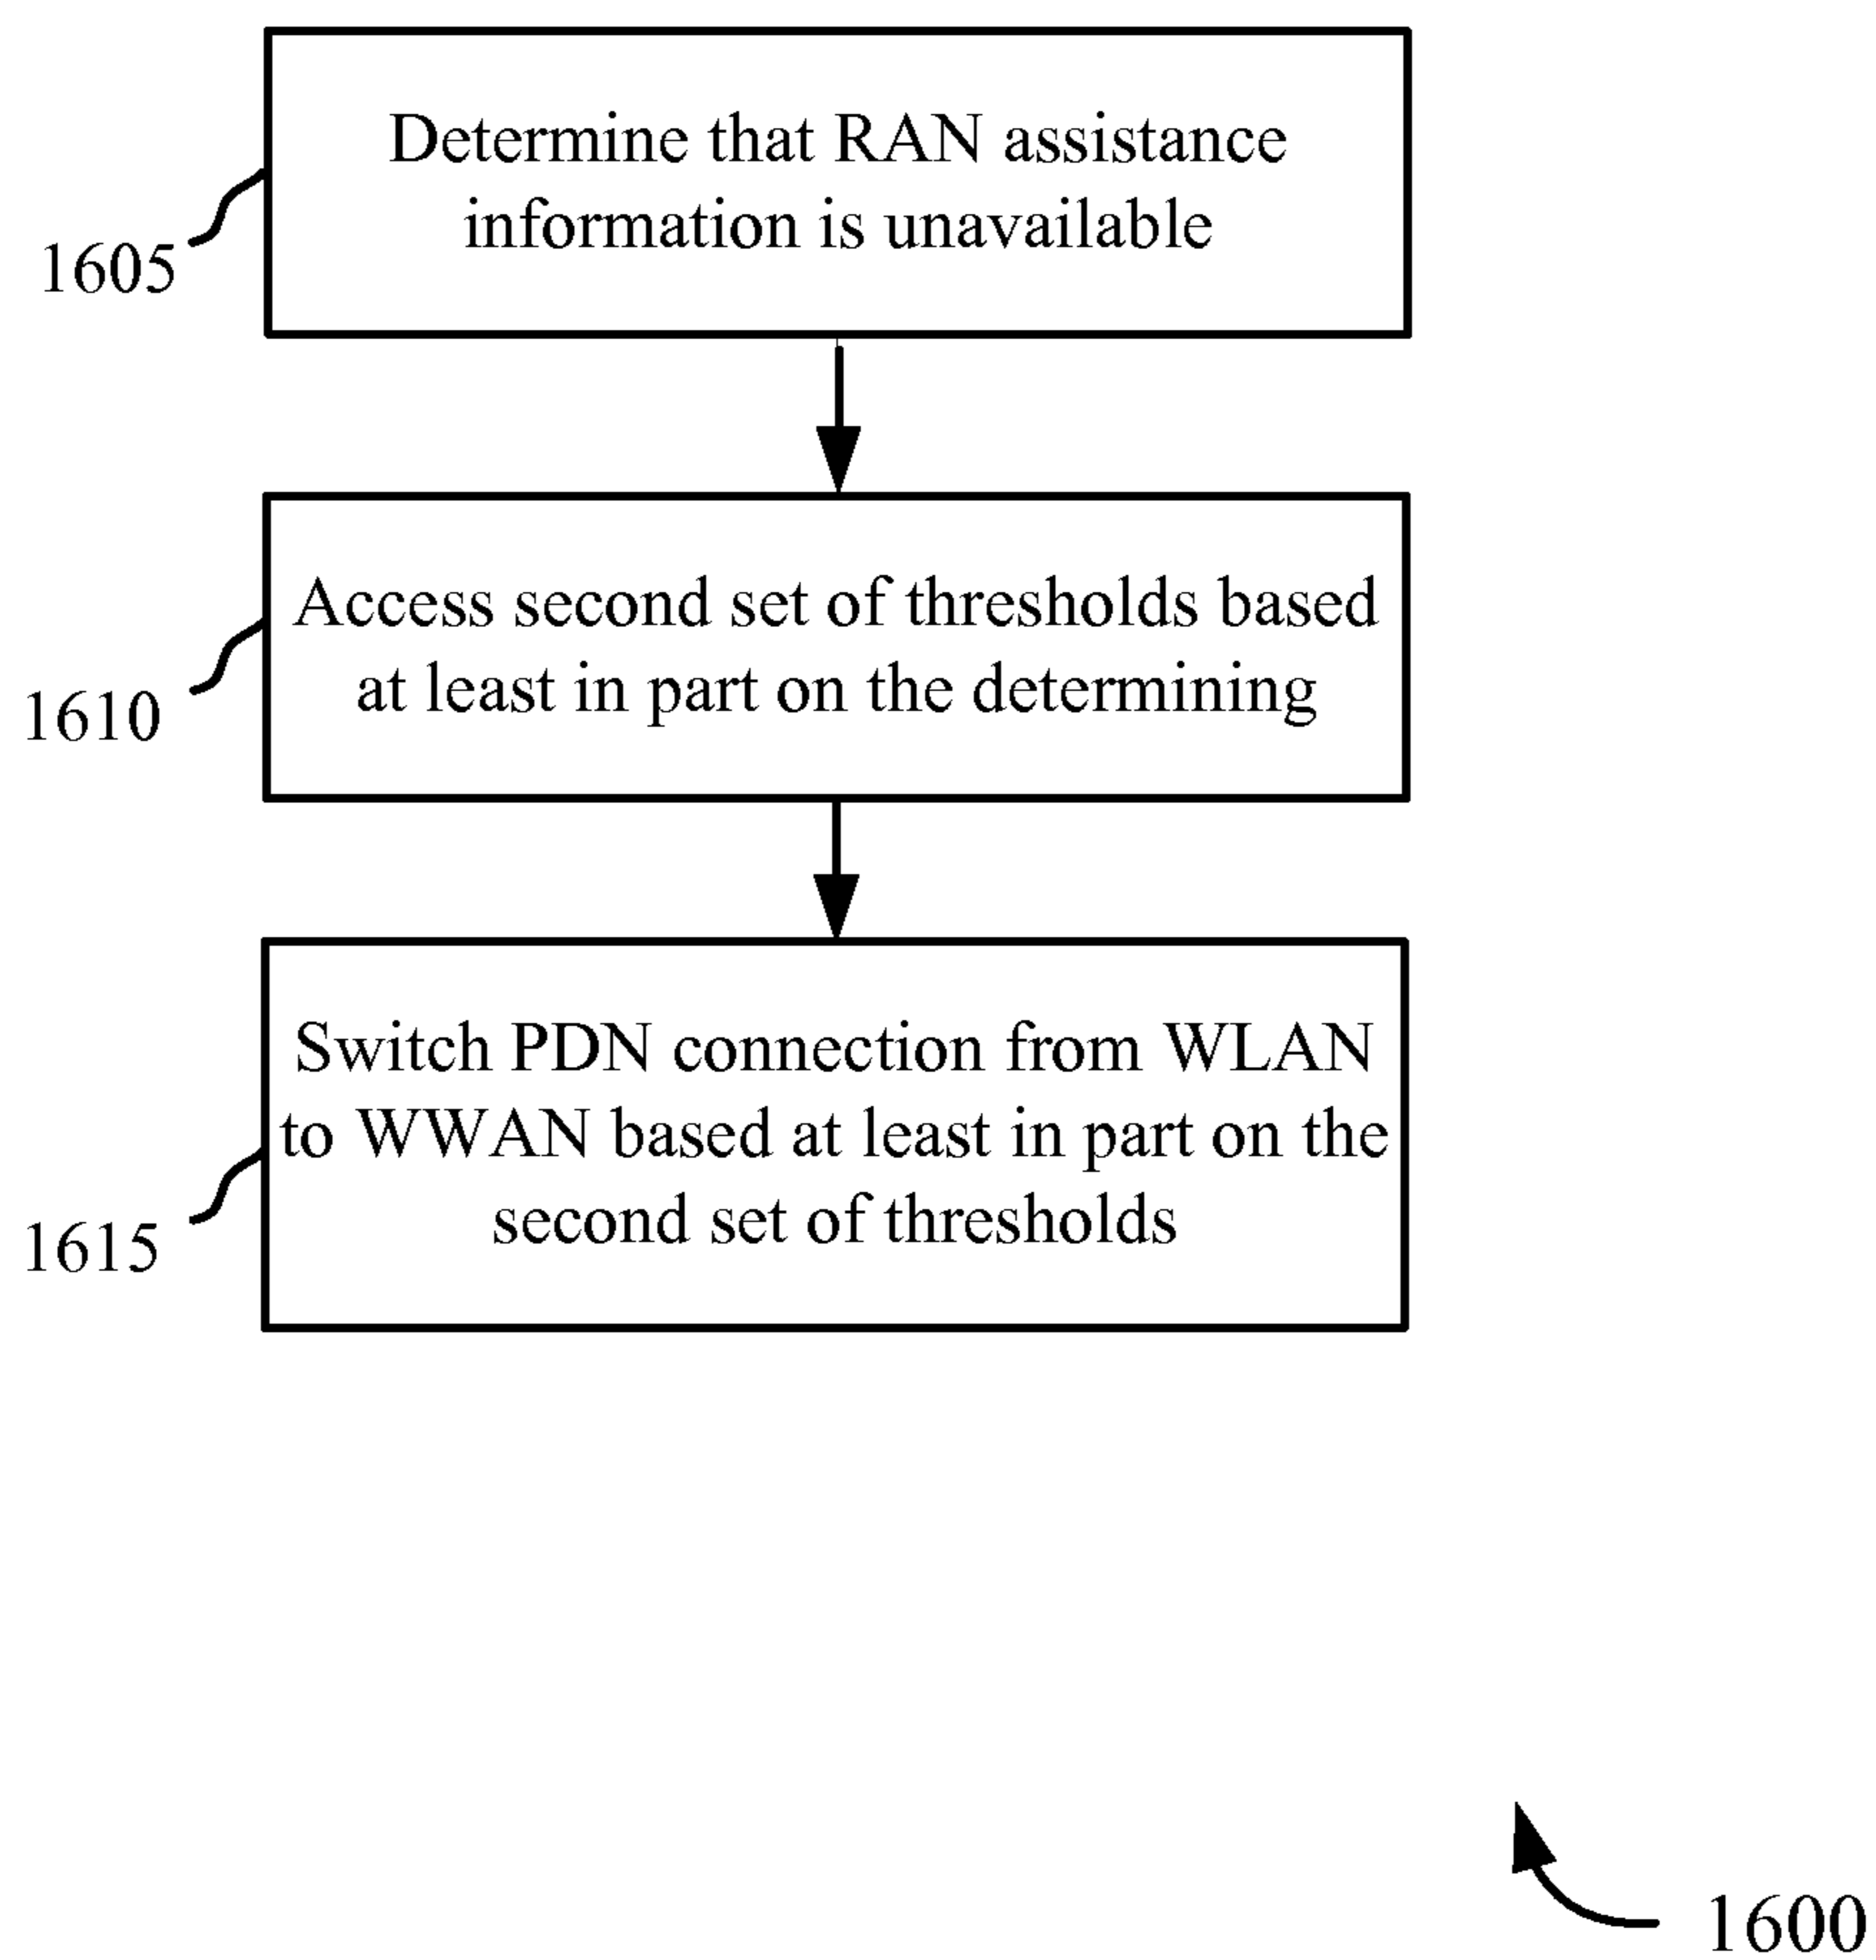 Determine that RAN assistance
information is unavailable
1605
Access second set of thresholds based
at least in part on the determining
1610
Switch PDN connection from WLAN
to WWAN based at least in part on the
second set of thresholds
1615
1600